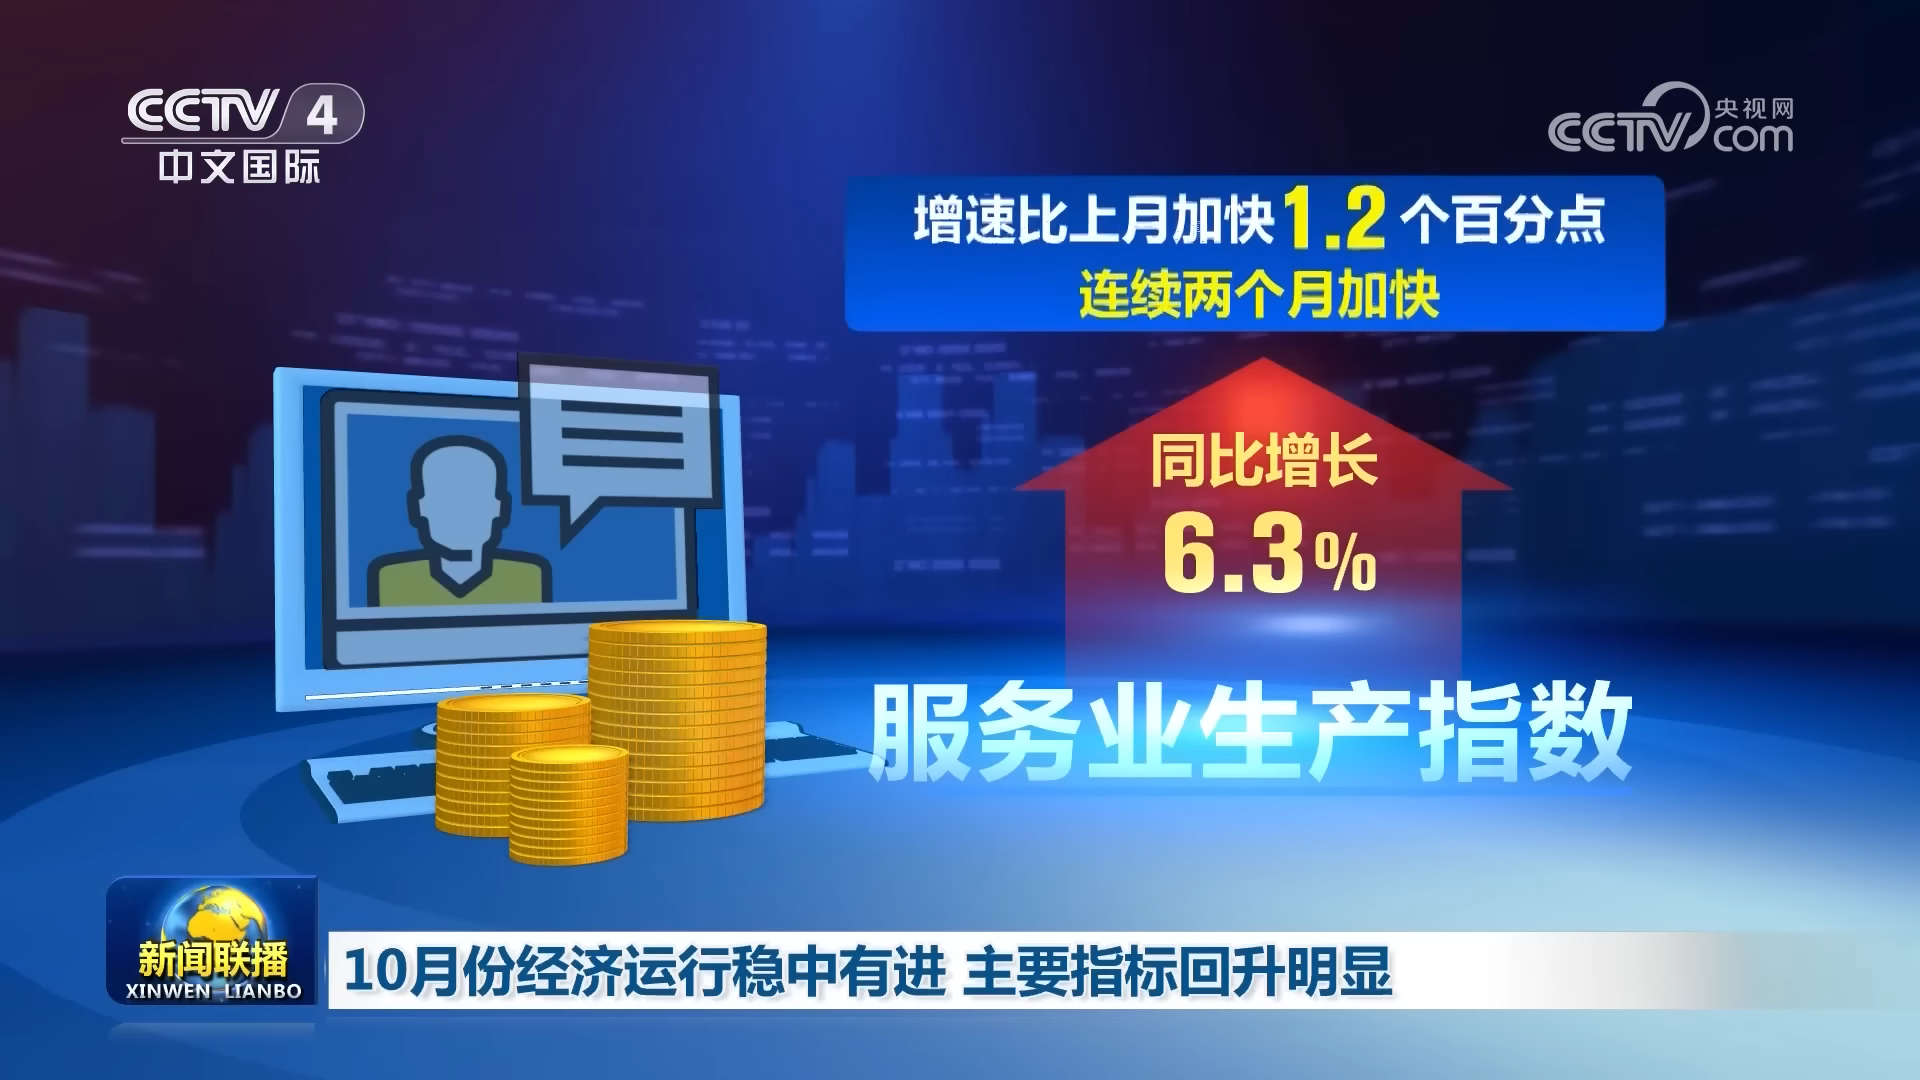 CCTV 4
中文国际
CCTV 央视网
com
增速比上月加快1.2个百分点
连续两个月加快
同比增长
6.3%
服务业生产指数
新闻联播
XINWEN LIANBO
10月份经济运行稳中有进 主要指标回升明显